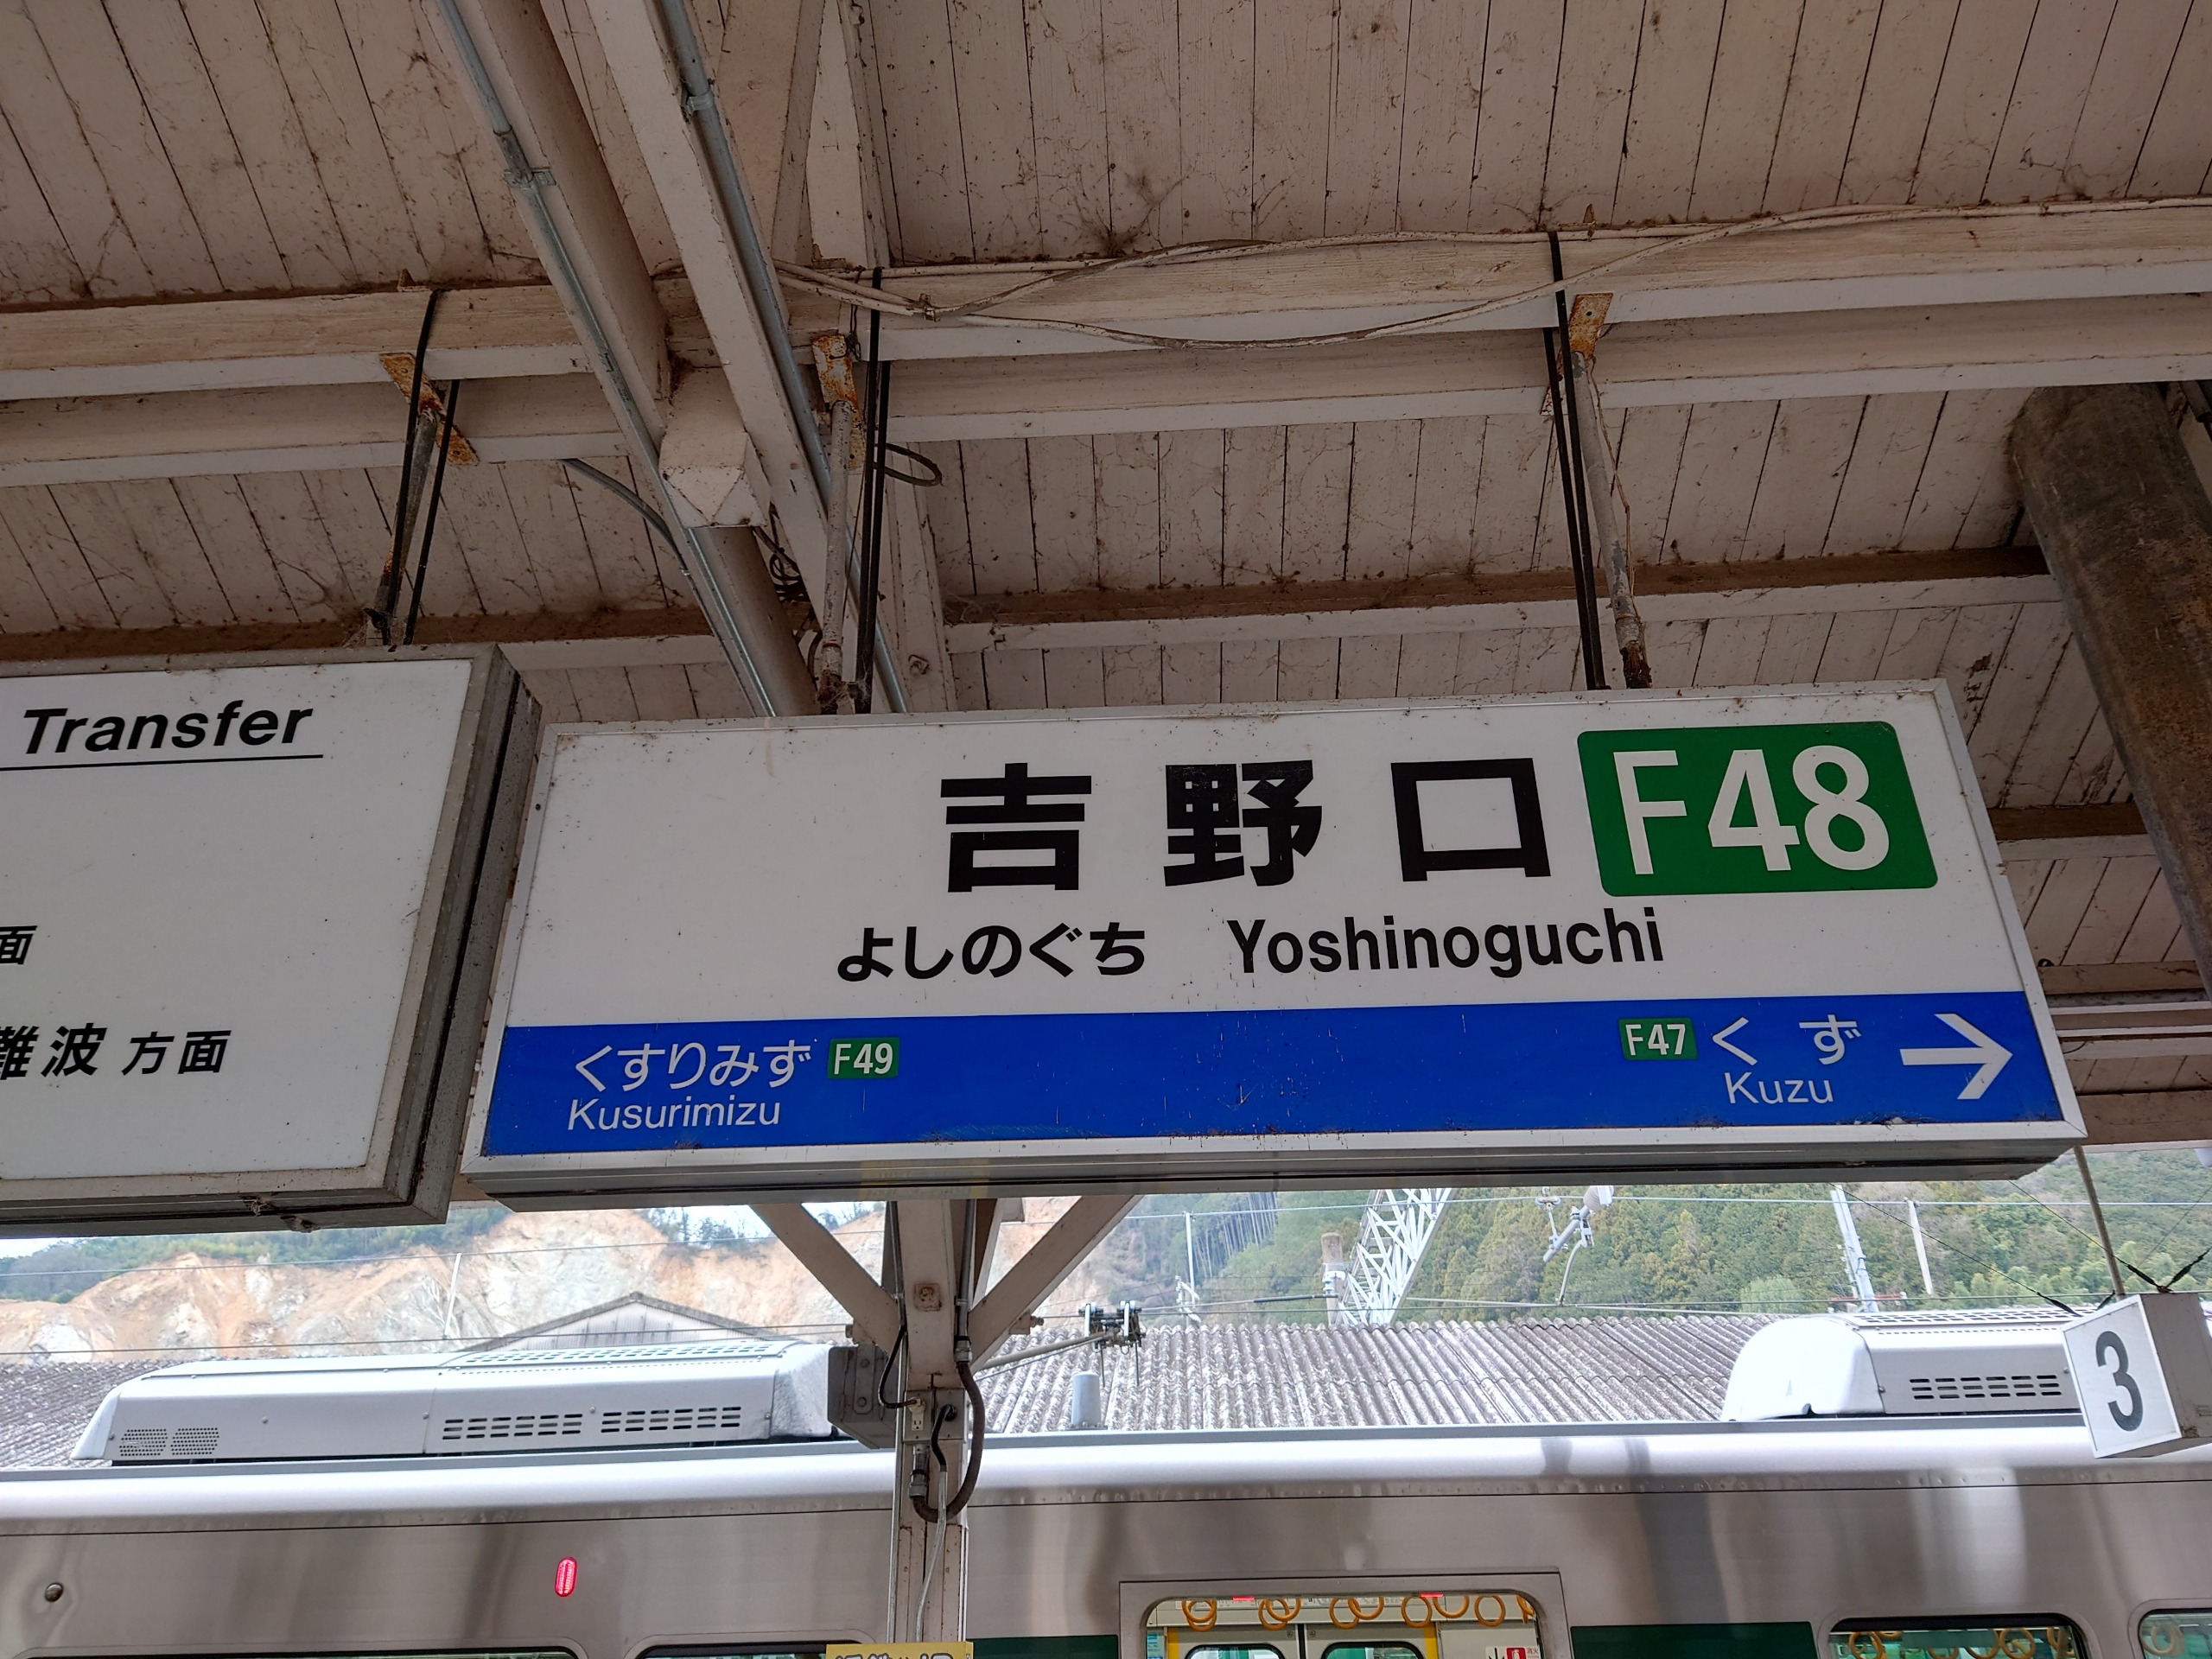 Transfer
面
難波 方面
吉野口 F48
よしのぐち Yoshinoguchi
くすりみず F49
Kusurimizu
F47 くず →
Kuzu
3